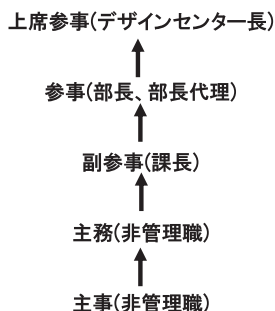 上席参事(デザインセンター長)
参事(部長、部長代理)
副参事(課長)
主務(非管理職)
主事(非管理職)